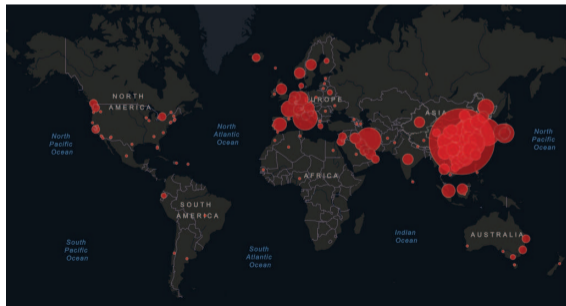 NORTH
AMERICA
North
Pacific
Ocean
North
Atlantic
Ocean
EUROPE
ASIA
North
Pacific
Ocean
AFRICA
SOUTH
AMERICA
Indian
Ocean
AUSTRALIA
South
Pacific
Ocean
South
Atlantic
Ocean